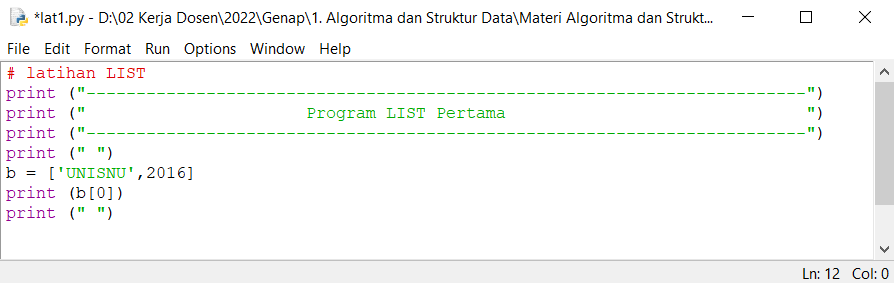 *lat1.py - D:\02 Kerja Dosen\2022\Genap\1. Algoritma dan Struktur Data\Materi Algoritma dan Strukt...
File Edit Format Run Options Window Help
# latihan LIST
print ("------------------------------------------------------------------------")
print ("                      Program LIST Pertama                              ")
print ("------------------------------------------------------------------------")
print (" ")
b = ['UNISNU',2016]
print (b[0])
print (" ")
Ln: 12 Col: 0